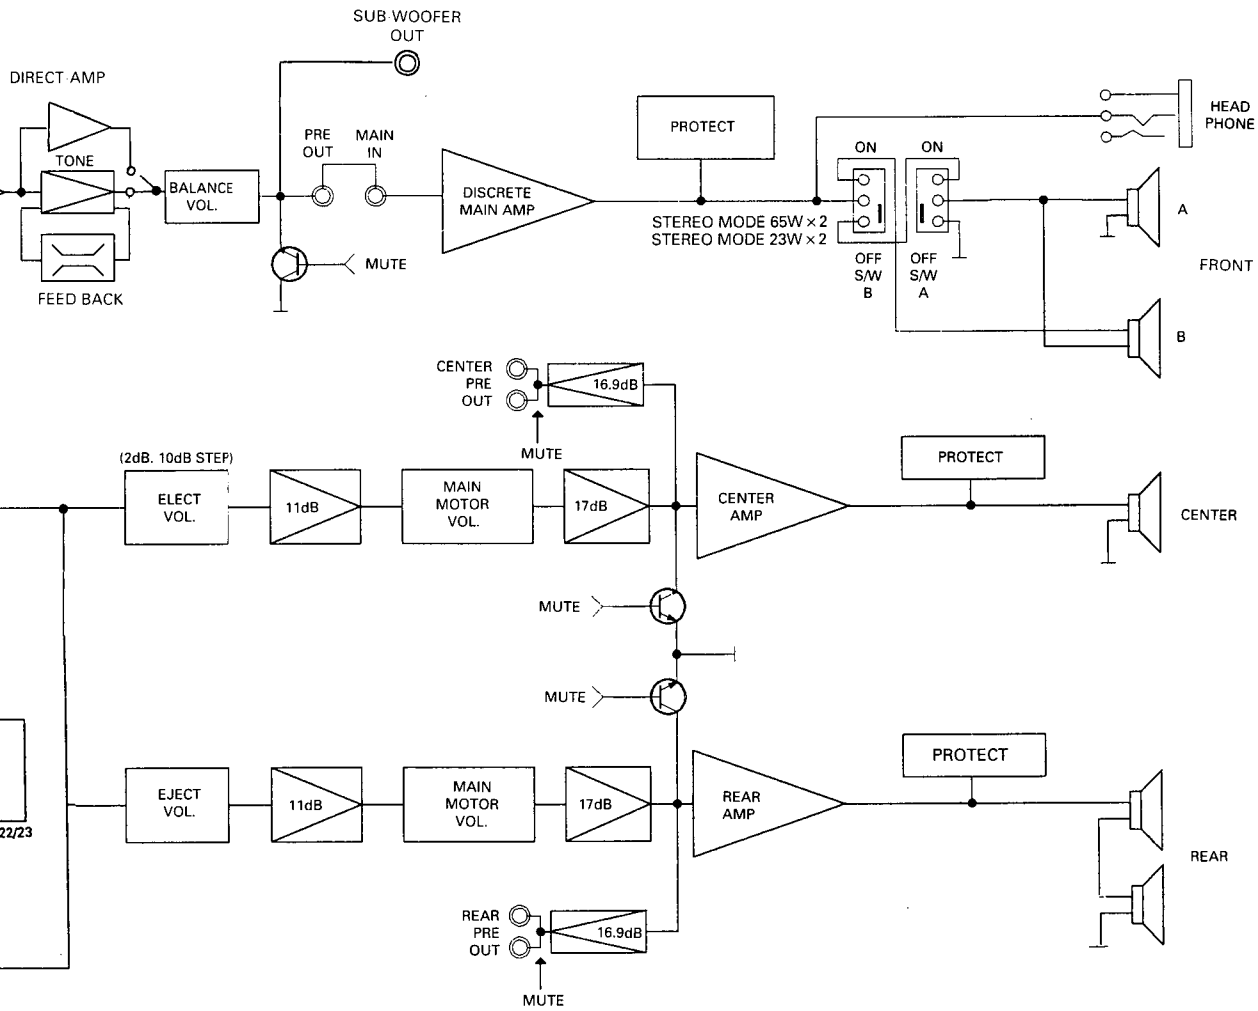 SUB WOOFER
OUT
DIRECT AMP
TONE
BALANCE
VOL.
FEED BACK
PRE
OUT
MAIN
IN
MUTE
DISCRETE
MAIN AMP
PROTECT
STEREO MODE 65W×2
STEREO MODE 23W×2
ON
ON
OFF
S/W
B
OFF
S/W
A
HEAD
PHONE
A
FRONT
B
CENTER
PRE
OUT
16.9dB
MUTE
(2dB. 10dB STEP)
ELECT
VOL.
11dB
MAIN
MOTOR
VOL.
17dB
CENTER
AMP
PROTECT
CENTER
MUTE
MUTE
22/23
EJECT
VOL.
11dB
MAIN
MOTOR
VOL.
17dB
REAR
AMP
PROTECT
REAR
REAR
PRE
OUT
16.9dB
MUTE